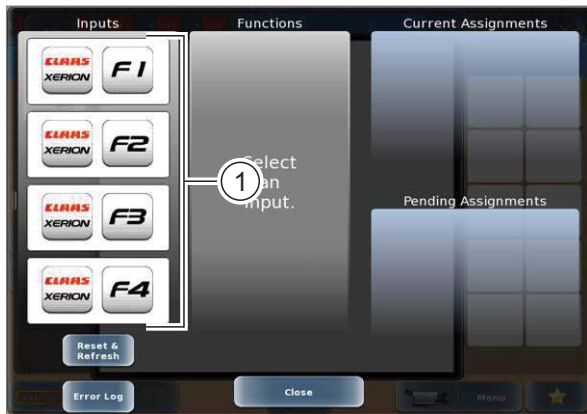 Inputs
Functions
Current Assignments
CLAAS
XERION
F1
CLAAS
XERION
F2
CLAAS
XERION
F3
CLAAS
XERION
F4
Select
an
input.
1
Pending Assignments
Reset &
Refresh
Error Log
Close
Menu